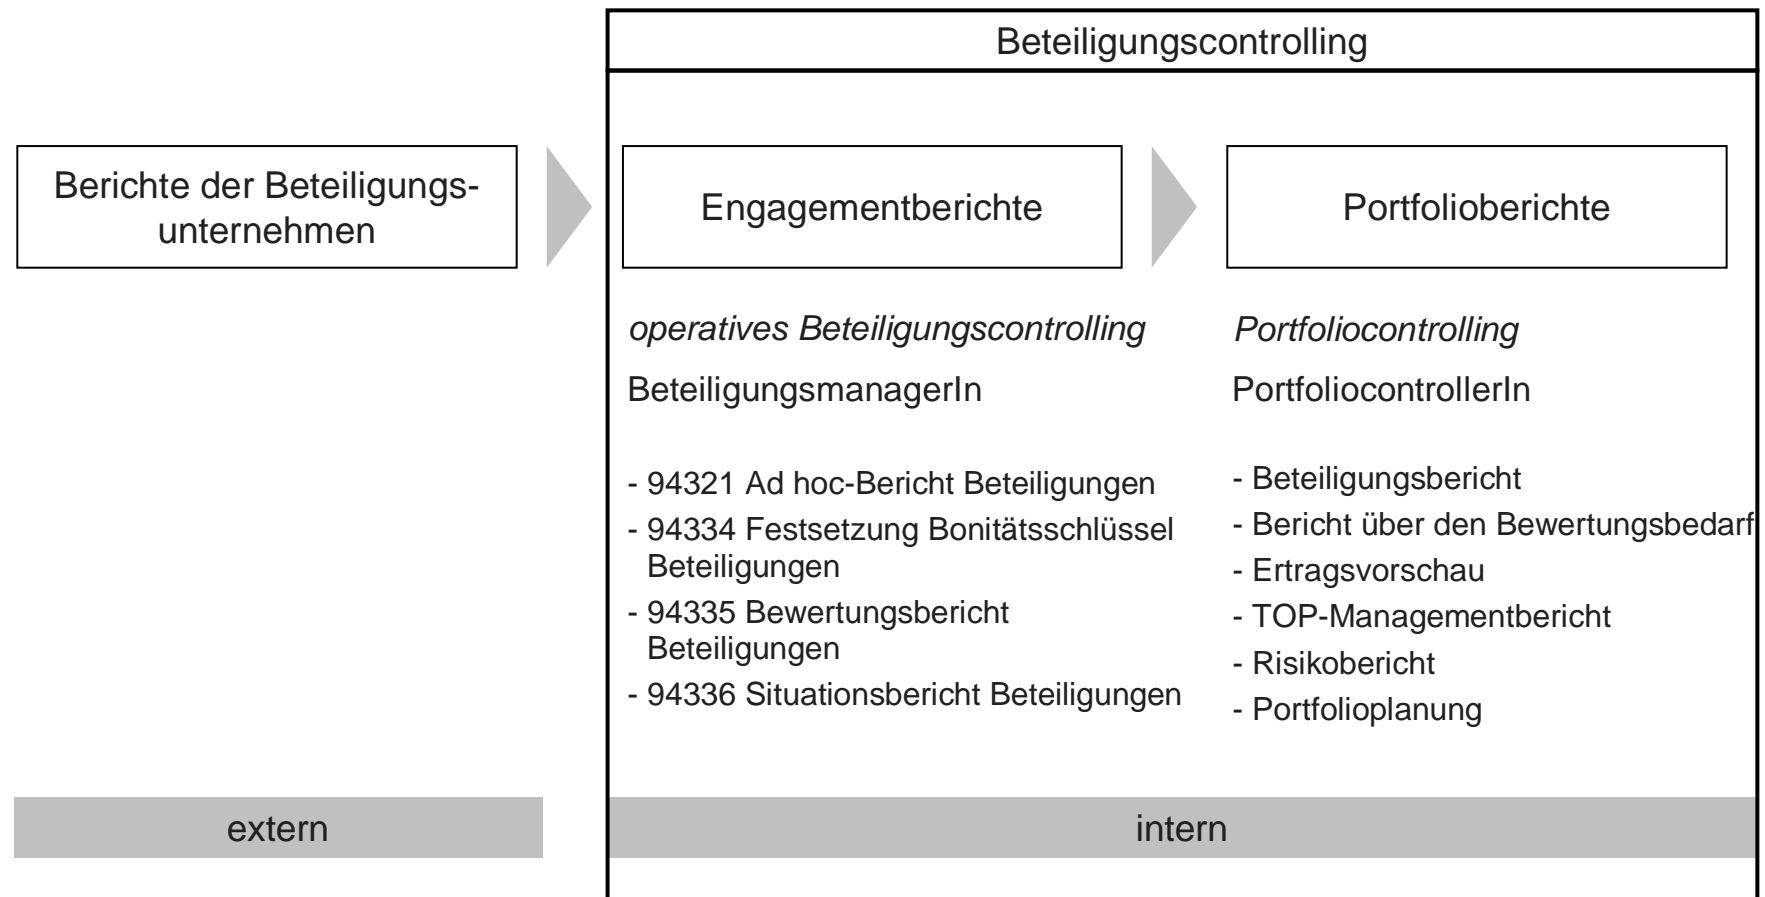 Beteiligungscontrolling
Berichte der Beteiligungs-
unternehmen
Engagementberichte
Portfolioberichte
operatives Beteiligungscontrolling
BeteiligungsmanagerIn
- 94321 Ad hoc-Bericht Beteiligungen
- 94334 Festsetzung Bonitätsschlüssel
Beteiligungen
- 94335 Bewertungsbericht
Beteiligungen
- 94336 Situationsbericht Beteiligungen
Portfoliocontrolling
PortfoliocontrollerIn
- Beteiligungsbericht
- Bericht über den Bewertungsbedarf
- Ertragsvorschau
- TOP-Managementbericht
- Risikobericht
- Portfolioplanung
extern
intern